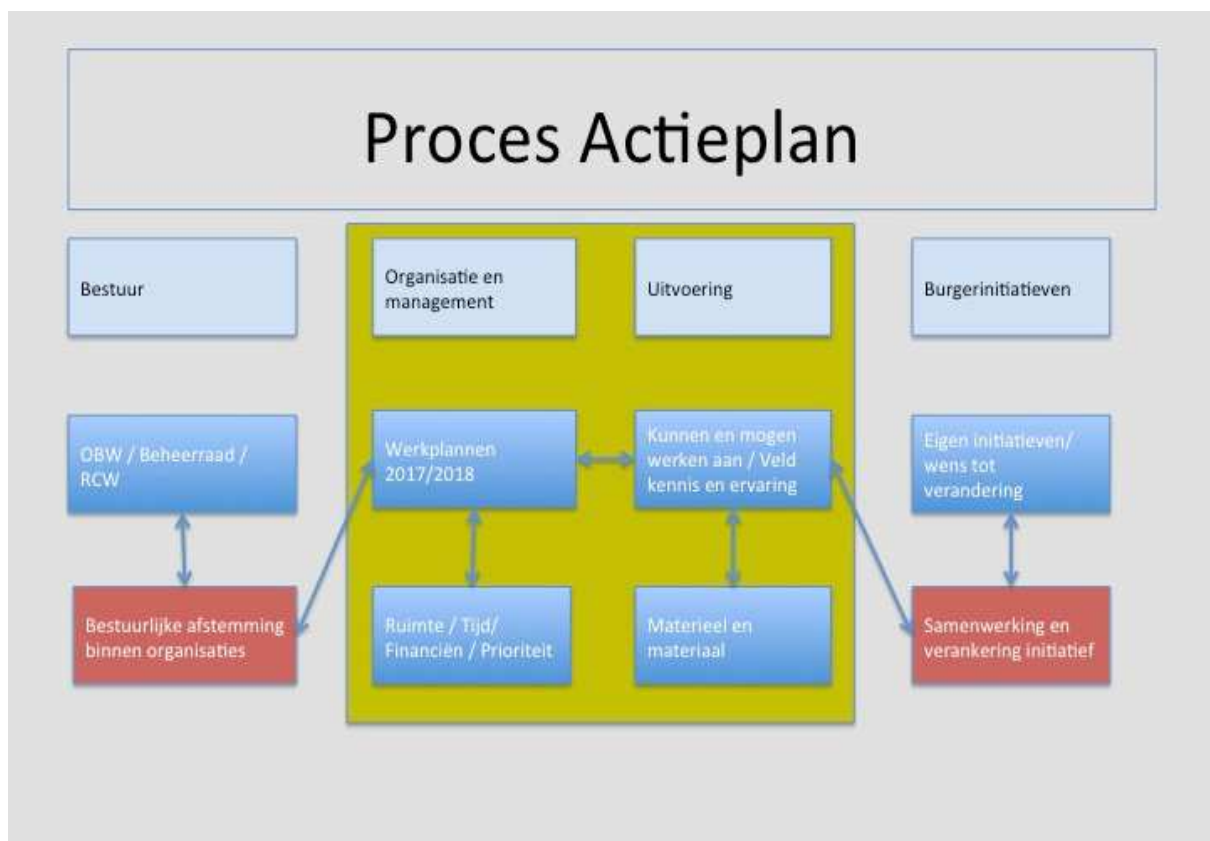 Proces Actieplan
Bestuur
Organisatie en
management
Uitvoering
Burgerinitiatieven
OBW / Beheerraad /
RCW
Werkplannen
2017/2018
Kunnen en mogen
werken aan / Veld
kennis en ervaring
Eigen initiatieven/
wens tot
verandering
Bestuurlijke afstemming
binnen organisaties
Ruimte / Tijd/
Financiën / Prioriteit
Materieel en
materiaal
Samenwerking en
verankering initiatief